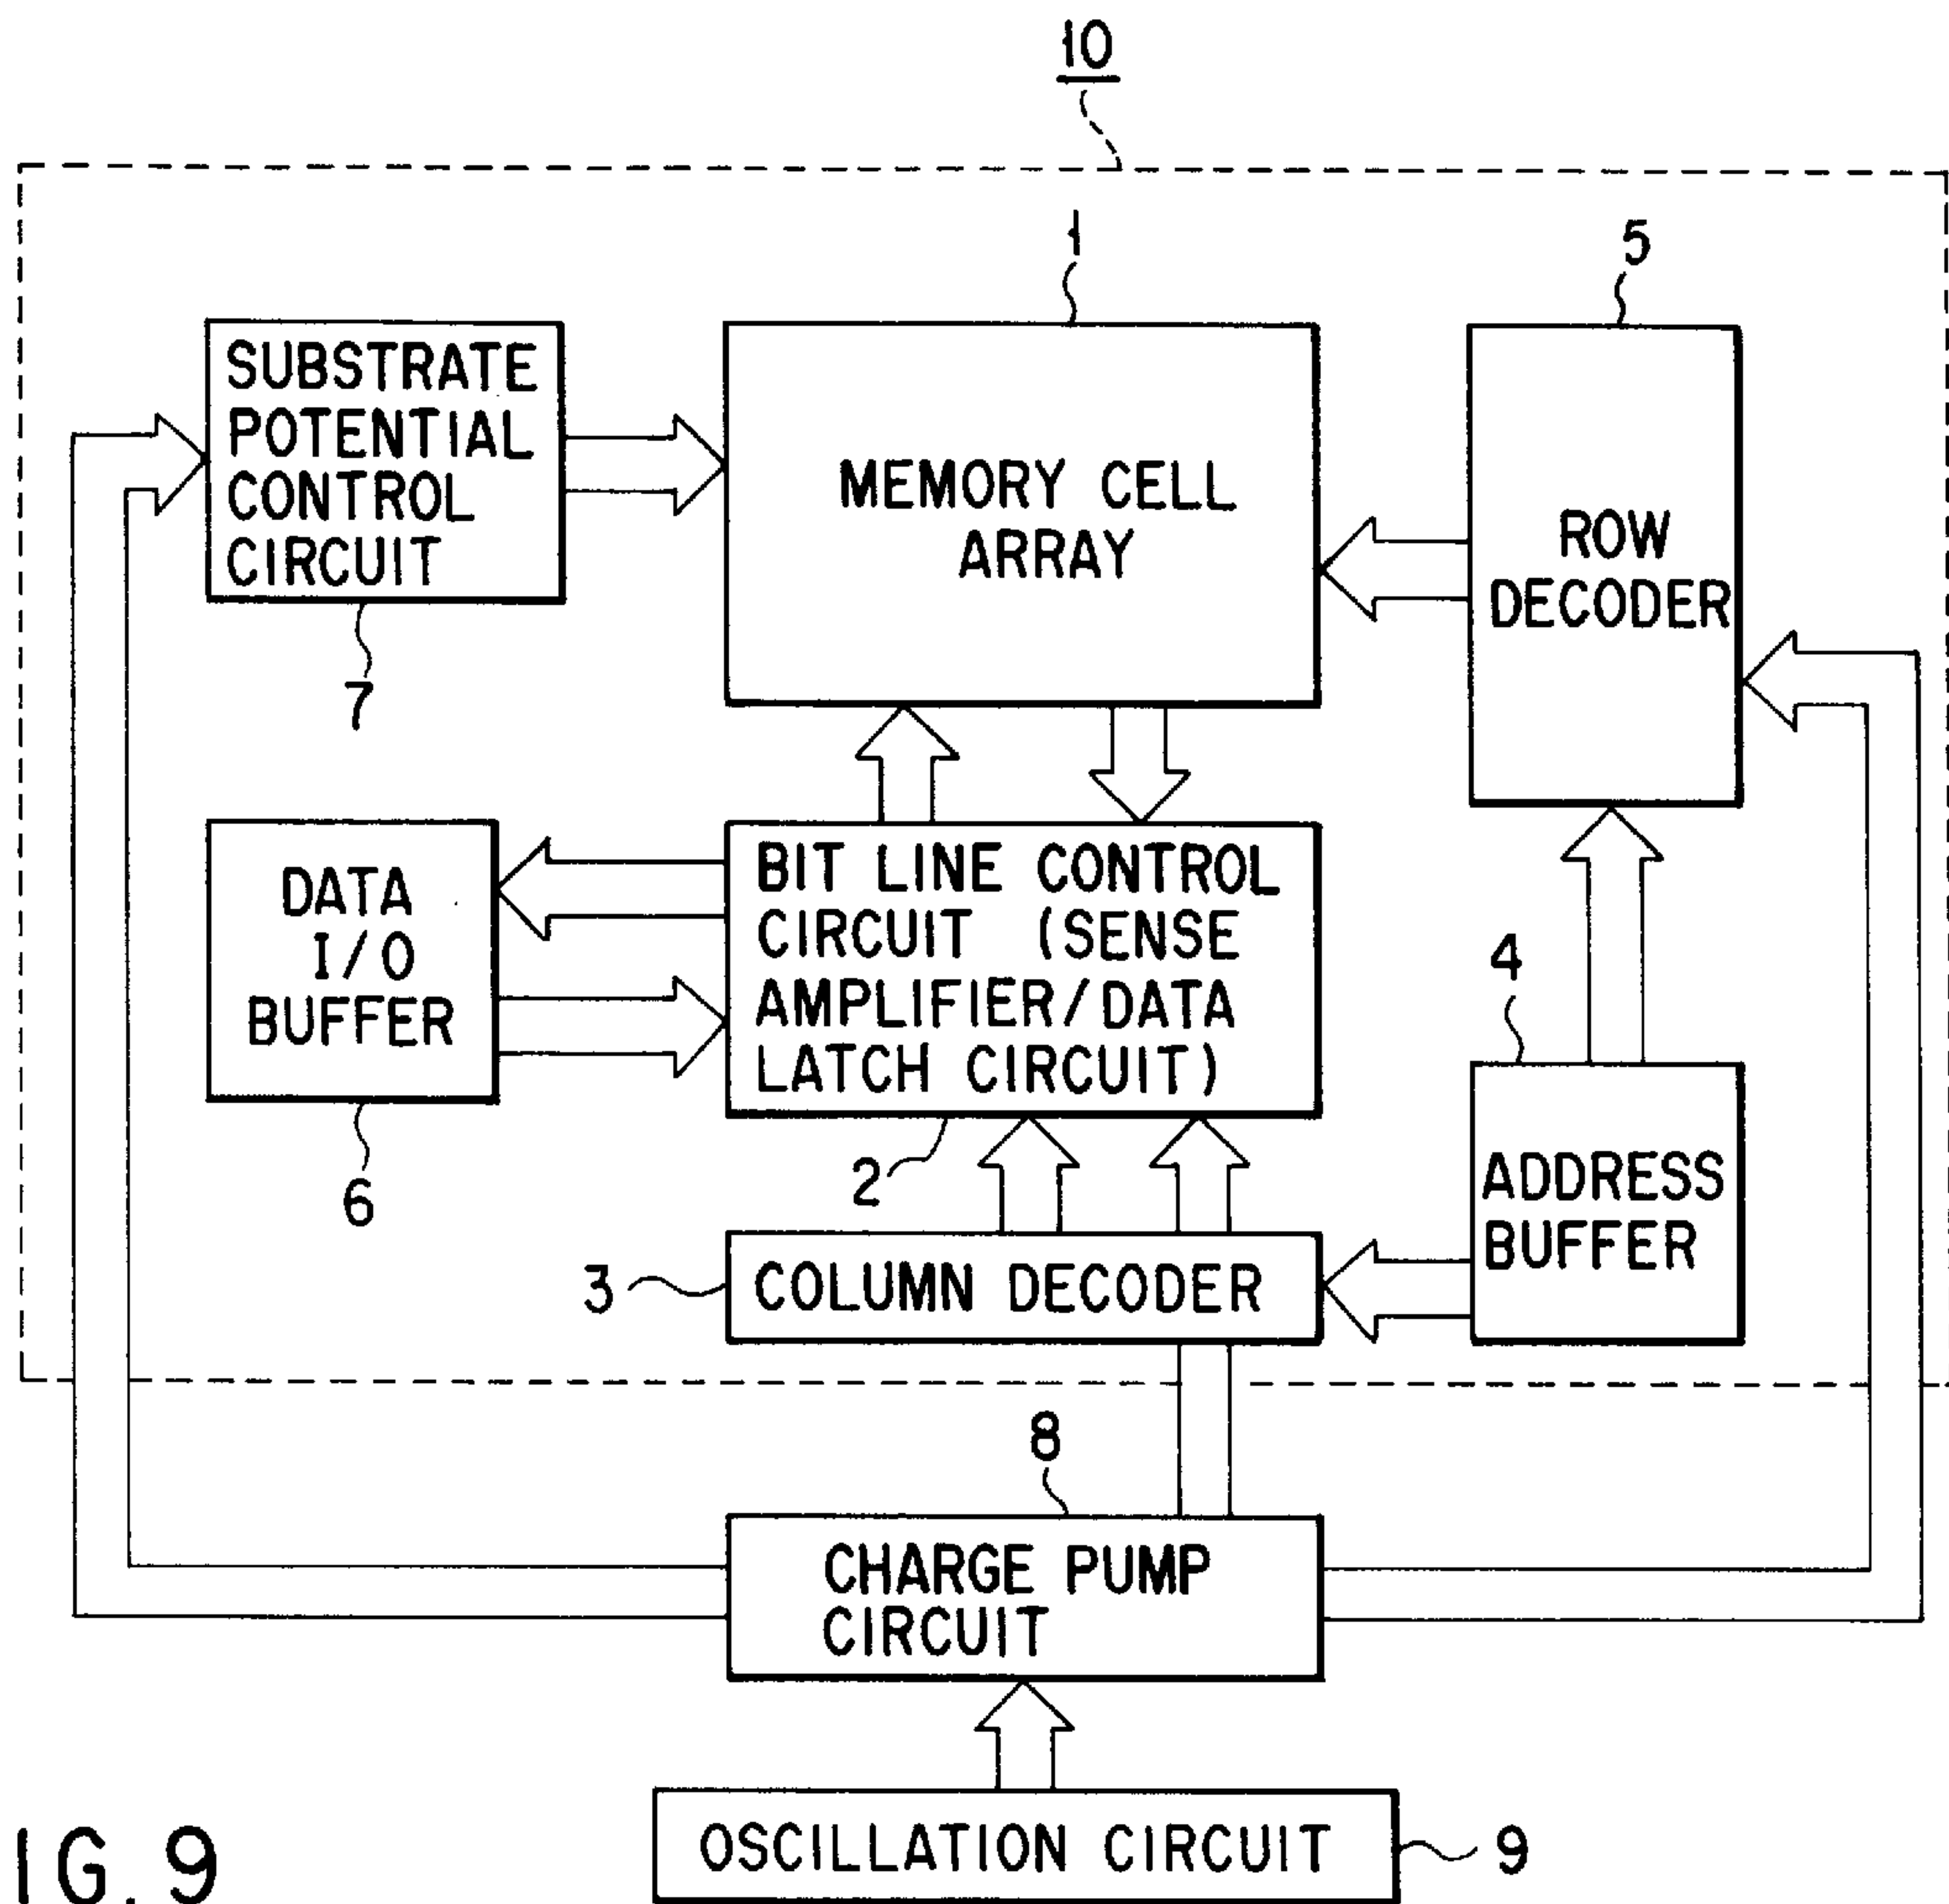 10
1
5
SUBSTRATE
POTENTIAL
CONTROL
CIRCUIT
MEMORY CELL
ARRAY
ROW
DECODER
7
DATA
I/O
BUFFER
BIT LINE CONTROL
CIRCUIT (SENSE
AMPLIFIER/DATA
LATCH CIRCUIT)
4
6
2
ADDRESS
BUFFER
3
COLUMN DECODER
8
CHARGE PUMP
CIRCUIT
OSCILLATION CIRCUIT
9
IG. 9